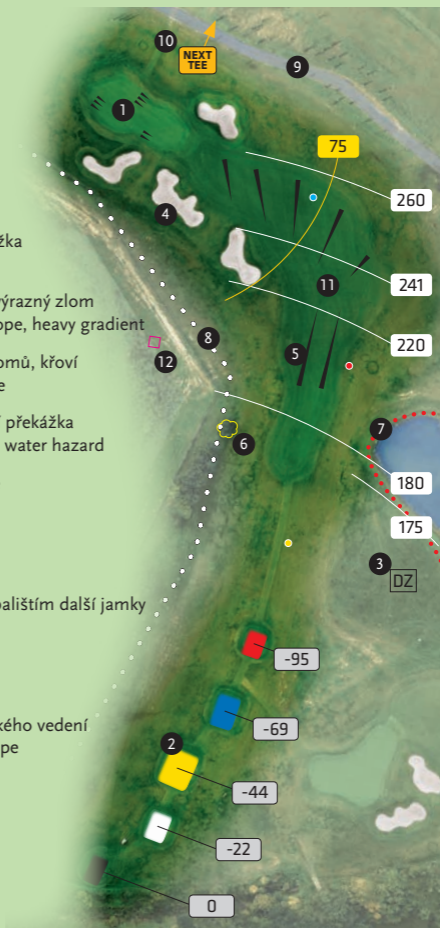 10
NEXT
TEE
9
1
75
260
4
žka
241
11
výrazný zlom
ope, heavy gradient
8
220
5
omů, křoví
e
12
í překážka
water hazard
6
7
180
175
3
DZ
palištím další jamky
-95
-69
kého vedení
pe
2
-44
-22
0